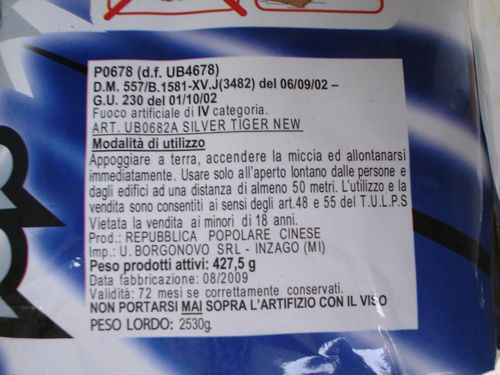 P0678 (d.f. UB4678)
D.M. 557/B.1581-XV.J(3482) del 06/09/02 –
G.U. 230 del 01/10/02
Fuoco artificiale di IV categoria.
ART. UB0682A SILVER TIGER NEW
Modalità di utilizzo
Appoggiare a terra, accendere la miccia ed allontanarsi
immediatamente. Usare solo all'aperto lontano dalle persone e
dagli edifici ad una distanza di almeno 50 metri. L'utilizzo e la
vendita sono consentiti ai sensi degli art.48 e 55 del T.U.L.P.S
Vietata la vendita ai minori di 18 anni.
Prod.: REPUBBLICA POPOLARE CINESE
Imp.: U. BORGONOVO SRL - INZAGO (MI)
Peso prodotti attivi: 427,5 g
Data fabbricazione: 08/2009
Validità: 72 mesi se correttamente conservati.
NON PORTARSI MAI SOPRA L'ARTIFIZIO CON IL VISO
PESO LORDO: 2530g.